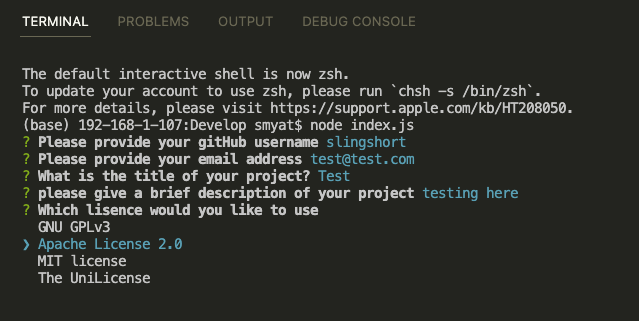 TERMINAL PROBLEMS OUTPUT DEBUG CONSOLE
The default interactive shell is now zsh.
To update your account to use zsh, please run `chsh -s /bin/zsh`.
For more details, please visit https://support.apple.com/kb/HT208050.
(base) 192-168-1-107:Develop smyat$ node index.js
? Please provide your gitHub username slingshort
? Please provide your email address test@test.com
? What is the title of your project? Test
? please give a brief description of your project testing here
? Which lisence would you like to use
GNU GPLv3
❯ Apache License 2.0
MIT license
The UniLicense